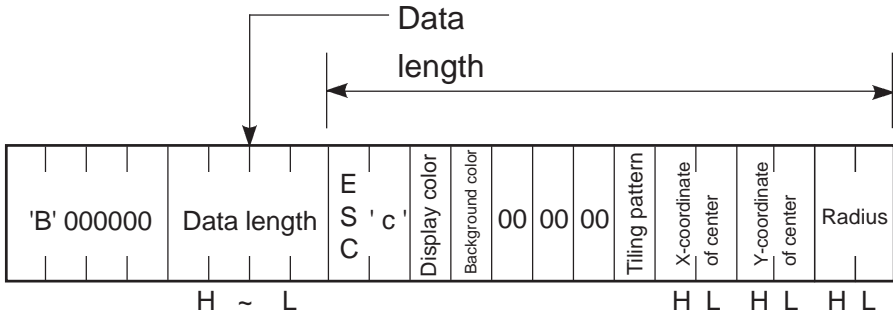 Data
length
'B' 000000
Data length
E
S
C
' c '
Display color
Background color
00
00
00
Tiling pattern
X-coordinate
of center
Y-coordinate
of center
Radius
H ~ L
H L
H L
H L